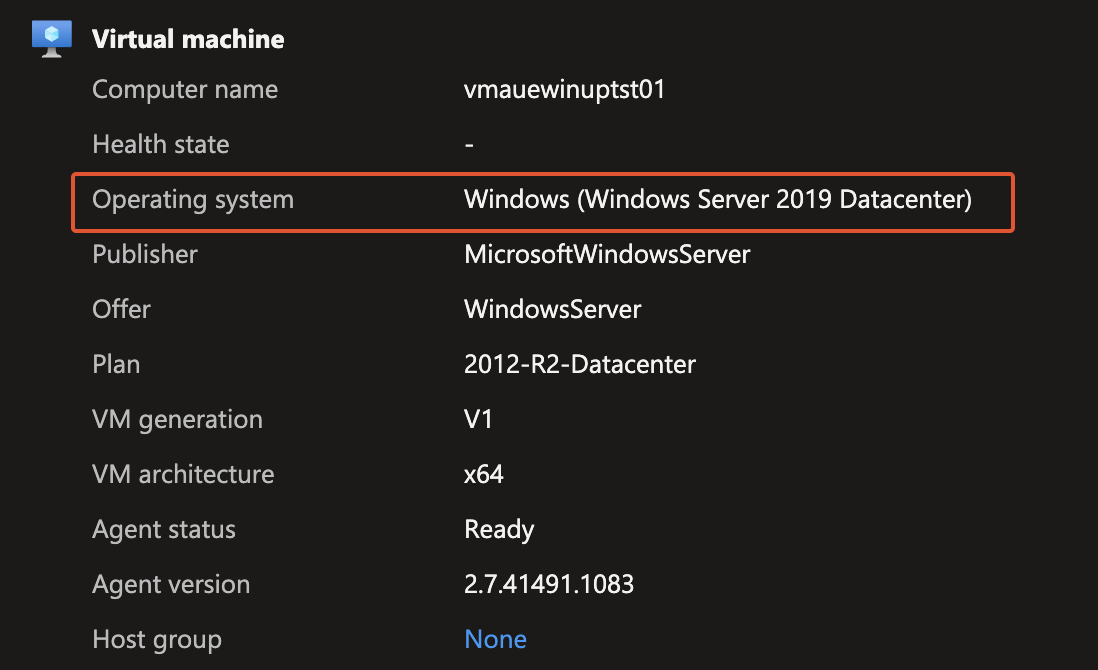 Virtual machine
Computer name vmauewinuptst01
Health state -
Operating system Windows (Windows Server 2019 Datacenter)
Publisher MicrosoftWindowsServer
Offer WindowsServer
Plan 2012-R2-Datacenter
VM generation V1
VM architecture x64
Agent status Ready
Agent version 2.7.41491.1083
Host group None